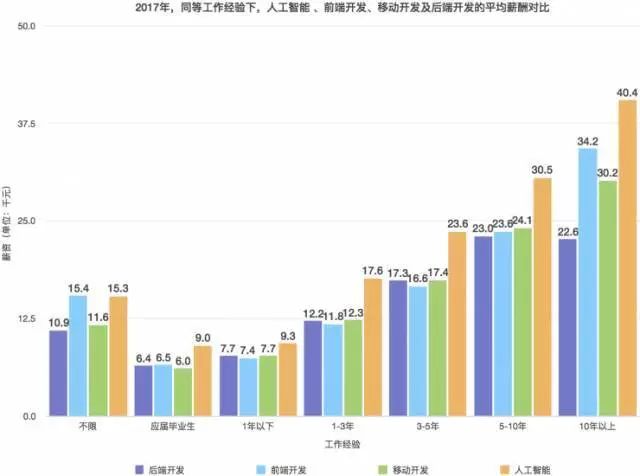 2017年，同等工作经验下，人工智能 、前端开发、移动开发及后端开发的平均薪酬对比
50.0
37.5
25.0
12.5
0.0
薪资（单位：千元）
10.9 15.4 11.6 15.3
6.4 6.5 6.0 9.0
7.7 7.4 7.7 9.3
12.2 11.8 12.3 17.6
17.3 16.6 17.4 23.6
23.0 23.6 24.1 30.5
22.6 34.2 30.2 40.4
不限 应届毕业生 1年以下 1-3年 3-5年 5-10年 10年以上
工作经验
后端开发 前端开发 移动开发 人工智能